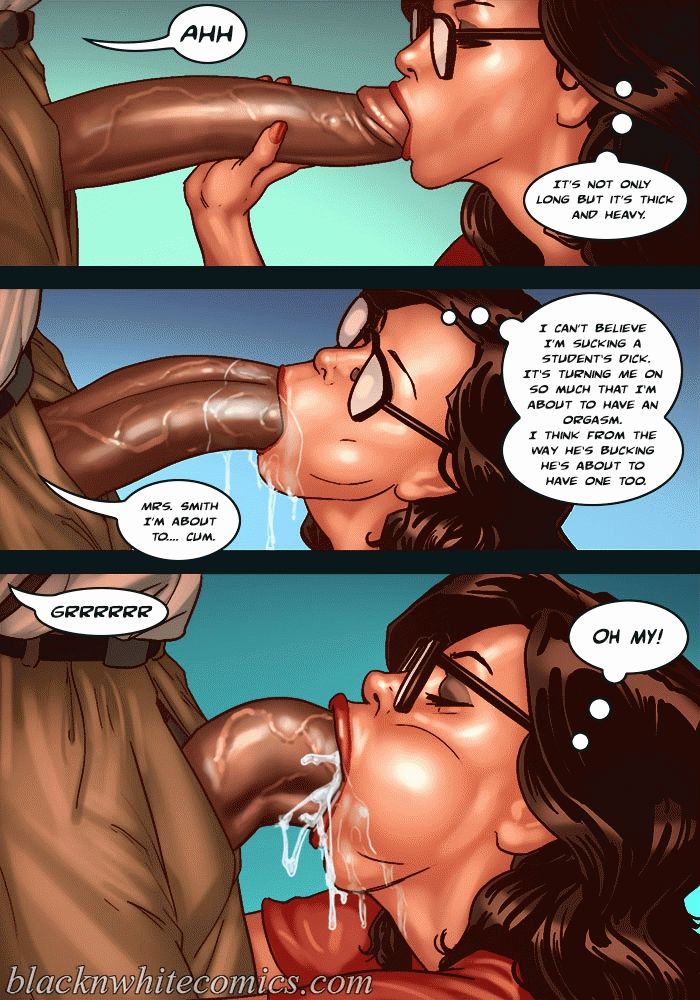 AHH
IT'S NOT ONLY
LONG BUT IT'S THICK
AND HEAVY.
I CAN'T BELIEVE
I'M SUCKING A
STUDENT'S DICK.
IT'S TURNING ME ON
SO MUCH THAT I'M
ABOUT TO HAVE AN
ORGASM.
I THINK FROM THE
WAY HE'S BUCKING
HE'S ABOUT TO
HAVE ONE TOO.
MRS. SMITH
I'M ABOUT
TO.... CUM.
GRRRRRR
OH MY!
blacknwhitecomics.com